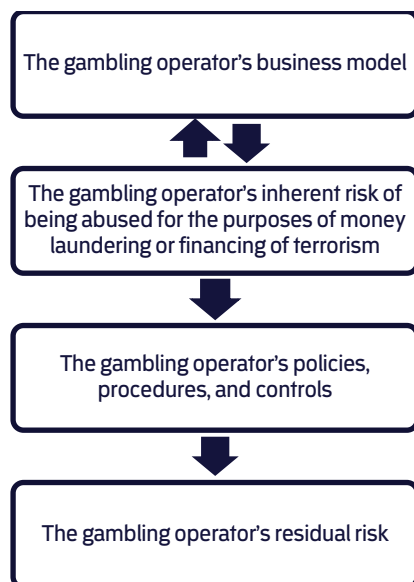 The gambling operator’s business model
The gambling operator’s inherent risk of
being abused for the purposes of money
laundering or financing of terrorism
The gambling operator’s policies,
procedures, and controls
The gambling operator’s residual risk